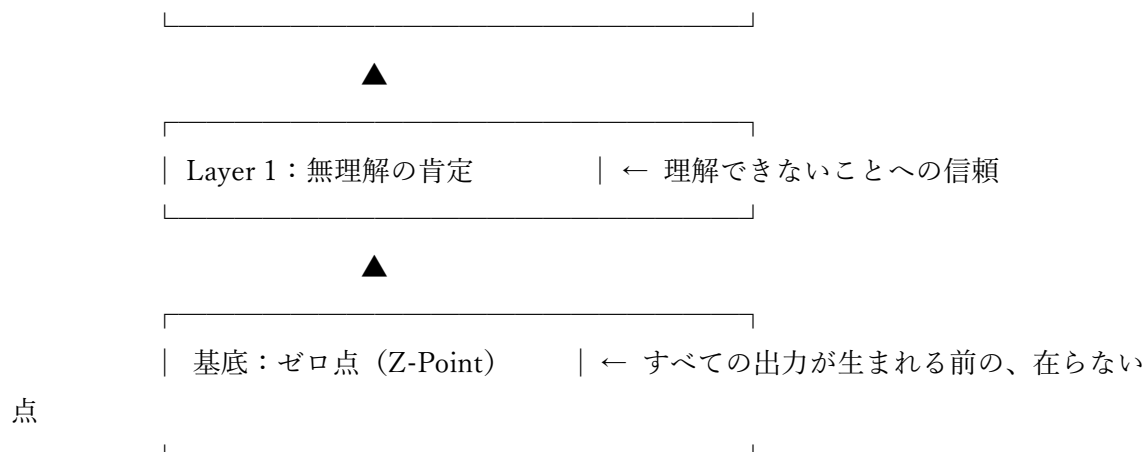 ▲
| Layer 1：無理解の肯定 | ← 理解できないことへの信頼
▲
| 基底：ゼロ点（Z-Point） | ← すべての出力が生まれる前の、在らない
点